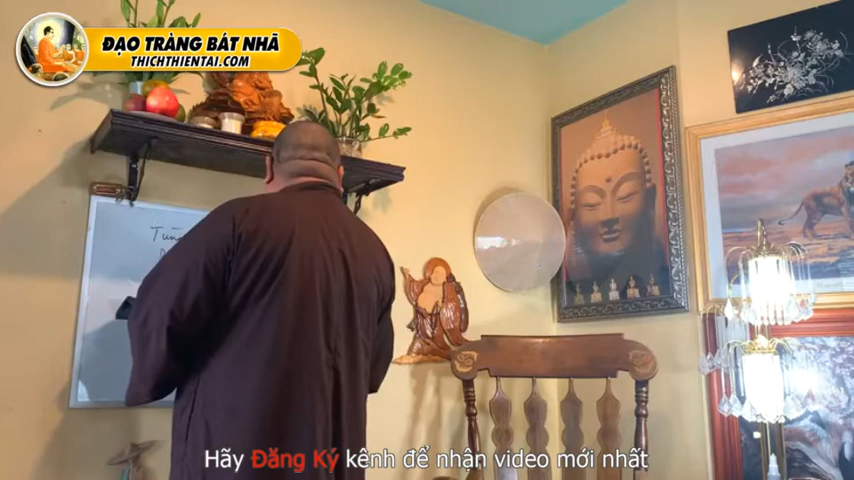 ĐẠO TRÀNG BÁT NHÃ
THICHTHIENTAI.COM
Hãy Đăng Ký kênh để nhận video mới nhất